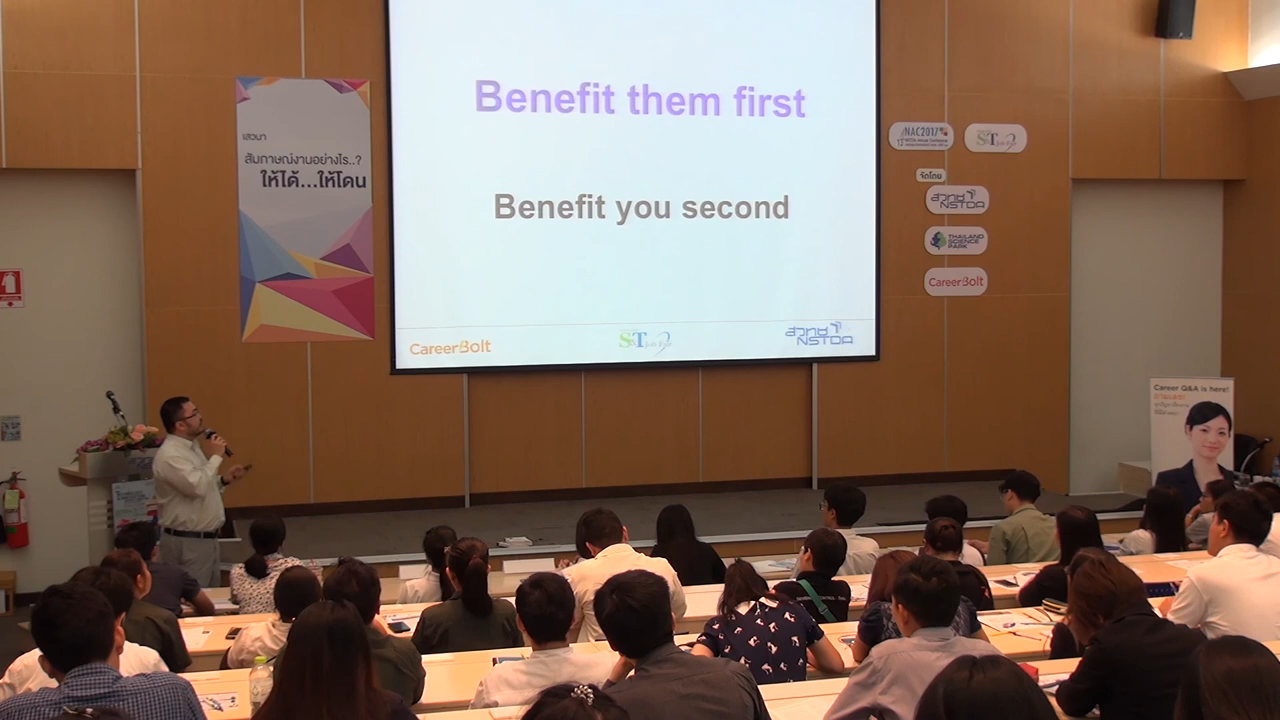 Benefit them first
Benefit you second
CareerBolt
S&T Job Fair
สวทช
NSTDA
เสวนา
สัมภาษณ์งานอย่างไร..?
ให้ได้...ให้โดน
NAC2017
จัดโดย
สวทช
NSTDA
THAILAND
SCIENCE
PARK
CareerBolt
Career Q&A is here!